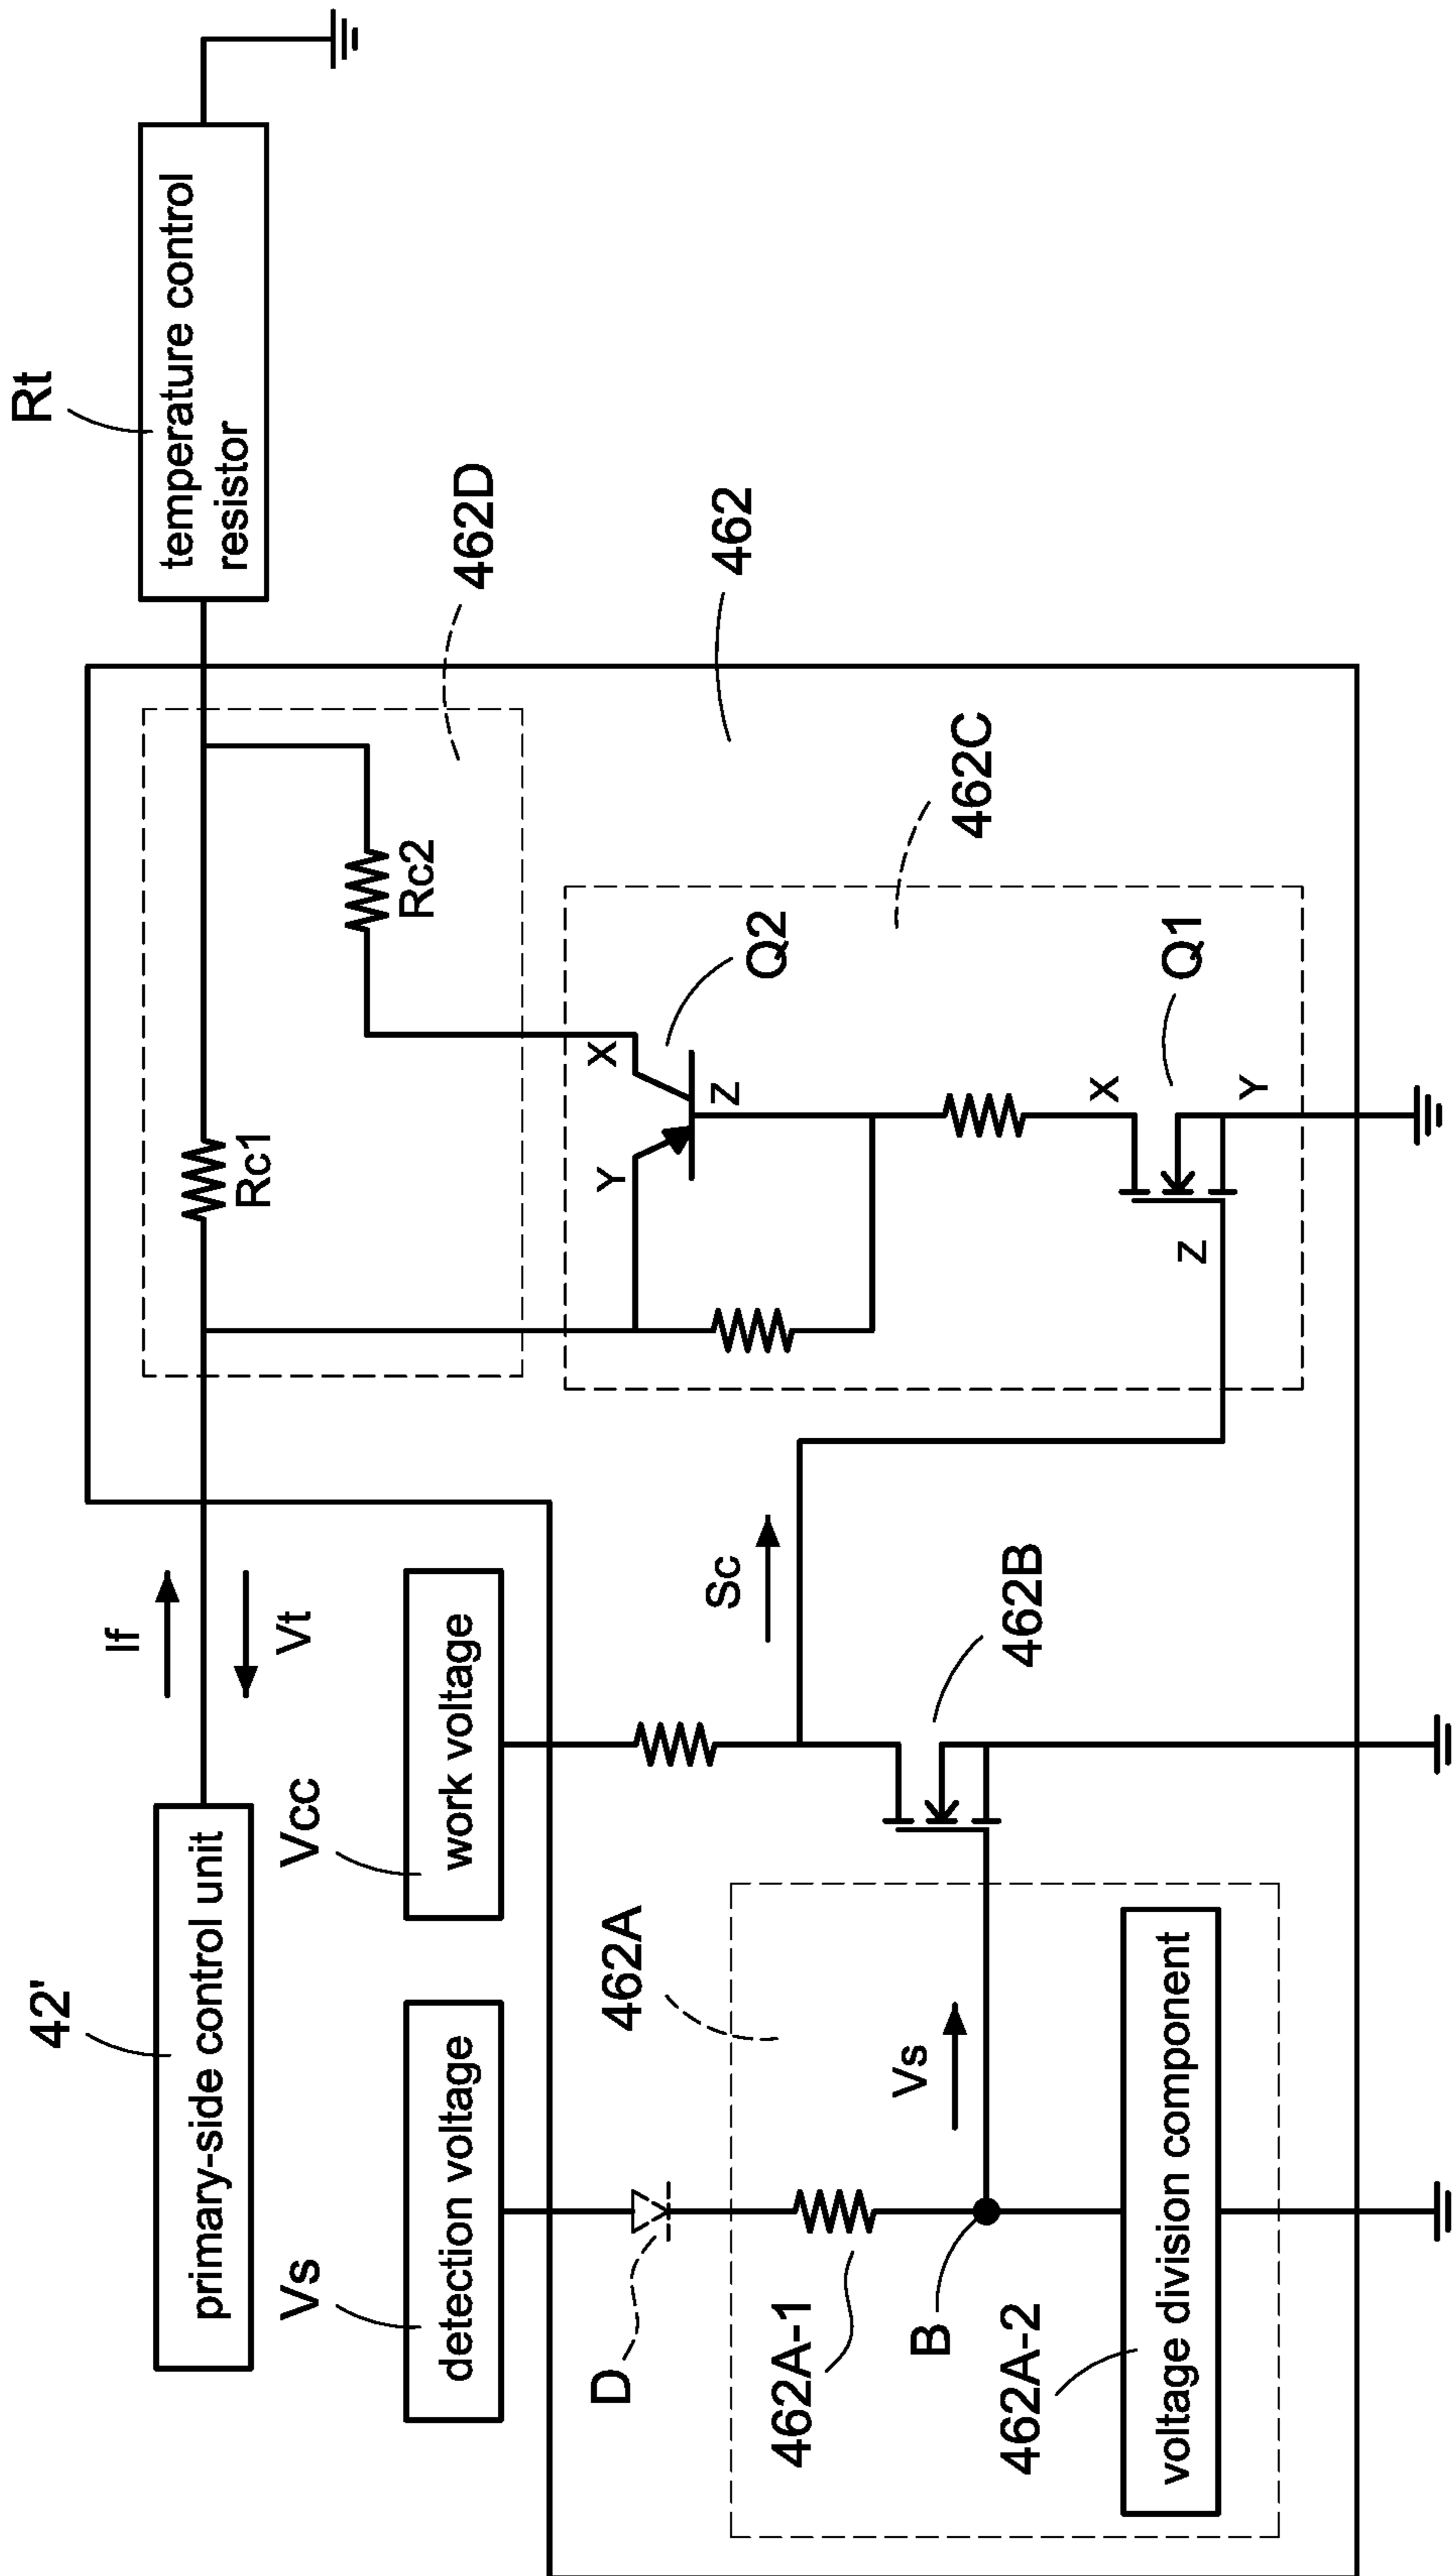 42'
primary-side control unit
If
Vt
Rt
temperature control
resistor
Vs
detection voltage
Vcc
work voltage
Rc1
Rc2
462D
462
D
462A
462A-1
B
Vs
462A-2
voltage division component
Sc
462B
462C
Q2
Y
X
Z
Q1
X
Y
Z